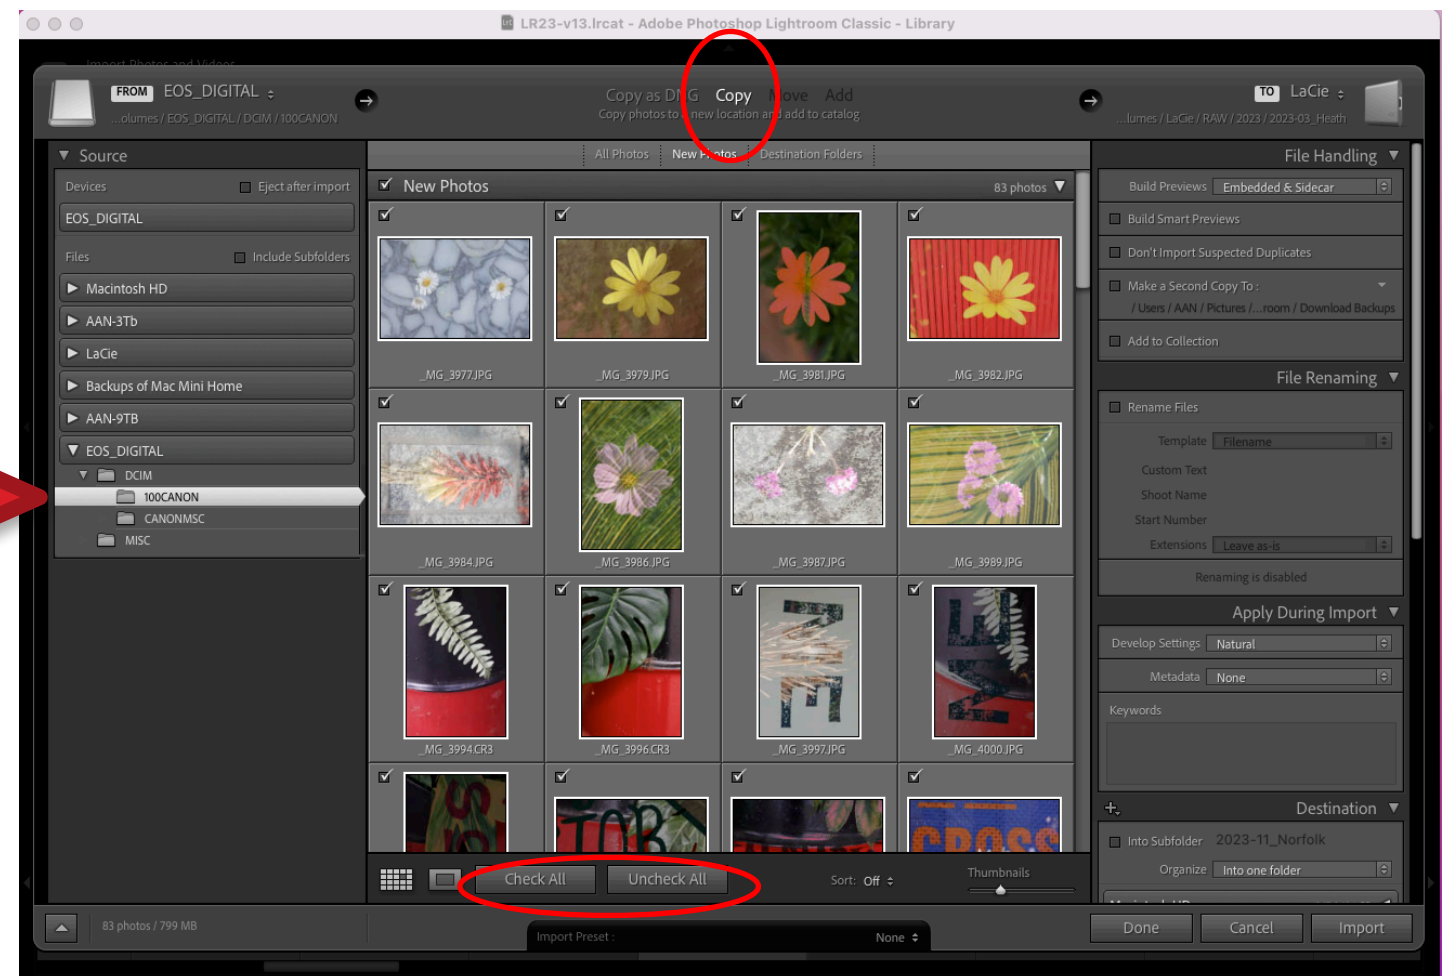 LR23-v13.lrcat - Adobe Photoshop Lightroom Classic - Library
Import Photos and Videos
FROM EOS_DIGITAL
...olumes / EOS_DIGITAL / DCIM / 100CANON
Copy as DNG Copy Move Add
Copy photos to a new location and add to catalog
TO LaCie
...lumes / LaCie / RAW / 2023 / 2023-03_Heath
Source
Devices Eject after import
EOS_DIGITAL
Files Include Subfolders
Macintosh HD
AAN-3Tb
LaCie
Backups of Mac Mini Home
AAN-9TB
EOS_DIGITAL
DCIM
100CANON
CANONMSC
MISC
All Photos New Photos Destination Folders
New Photos 83 photos
_MG_3977.JPG _MG_3979.JPG _MG_3981.JPG _MG_3982.JPG
_MG_3984.JPG _MG_3986.JPG _MG_3987.JPG _MG_3989.JPG
_MG_3994.CR3 _MG_3996.CR3 _MG_3997.JPG _MG_4000.JPG
CROSS
Check All Uncheck All Sort: Off Thumbnails
File Handling
Build Previews Embedded & Sidecar
Build Smart Previews
Don't Import Suspected Duplicates
Make a Second Copy To :
/ Users / AAN / Pictures /...room / Download Backups
Add to Collection
File Renaming
Rename Files
Template Filename
Custom Text
Shoot Name
Start Number
Extensions Leave as-is
Renaming is disabled
Apply During Import
Develop Settings Natural
Metadata None
Keywords
Destination
Into Subfolder 2023-11_Norfolk
Organize Into one folder
83 photos / 799 MB
Import Preset : None
Done Cancel Import